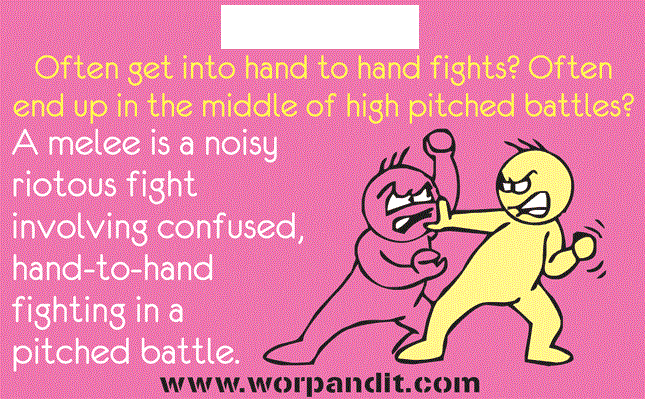 Often get into hand to hand fights? Often
end up in the middle of high pitched battles?
A melee is a noisy
riotous fight
involving confused,
hand-to-hand
fighting in a
pitched battle.
www.worpandit.com